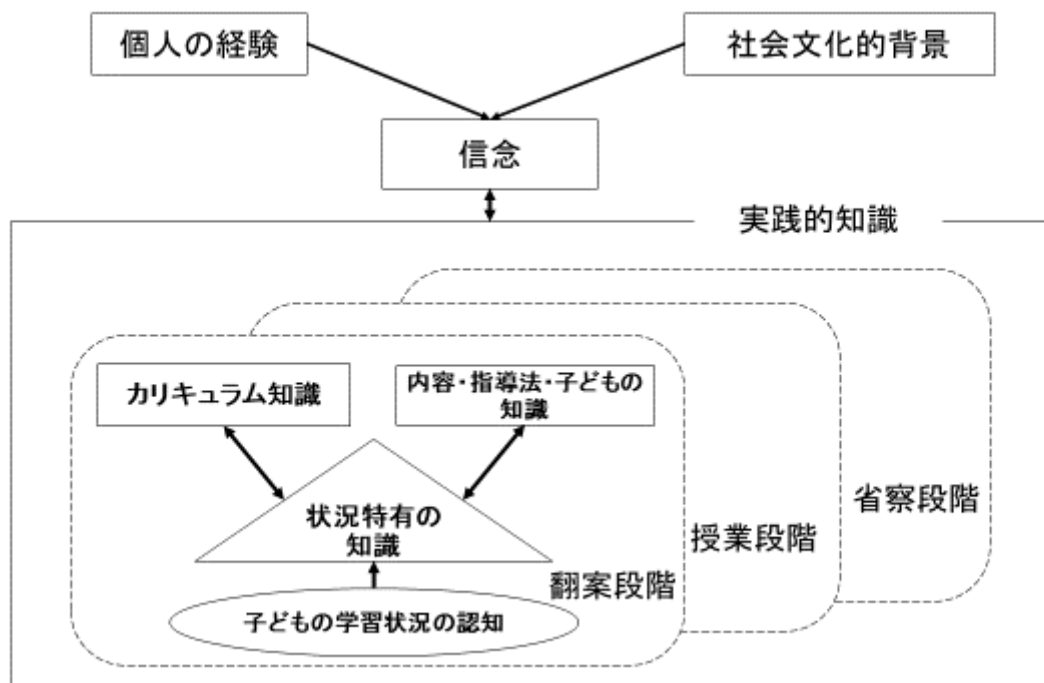 個人の経験
社会文化的背景
信念
実践的知識
カリキュラム知識
内容・指導法・子どもの
知識
状況特有の
知識
省察段階
授業段階
翻案段階
子どもの学習状況の認知